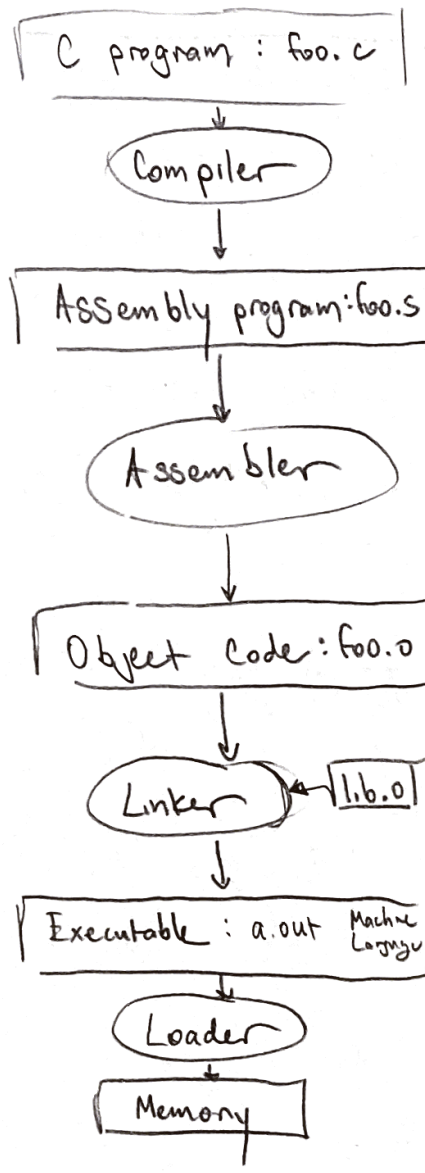 C program : foo.c
Compiler
Assembly program:foo.s
Assembler
Object Code : foo.o
Linker
lib.o
Executable : a.out Machine
Language
Loader
Memory